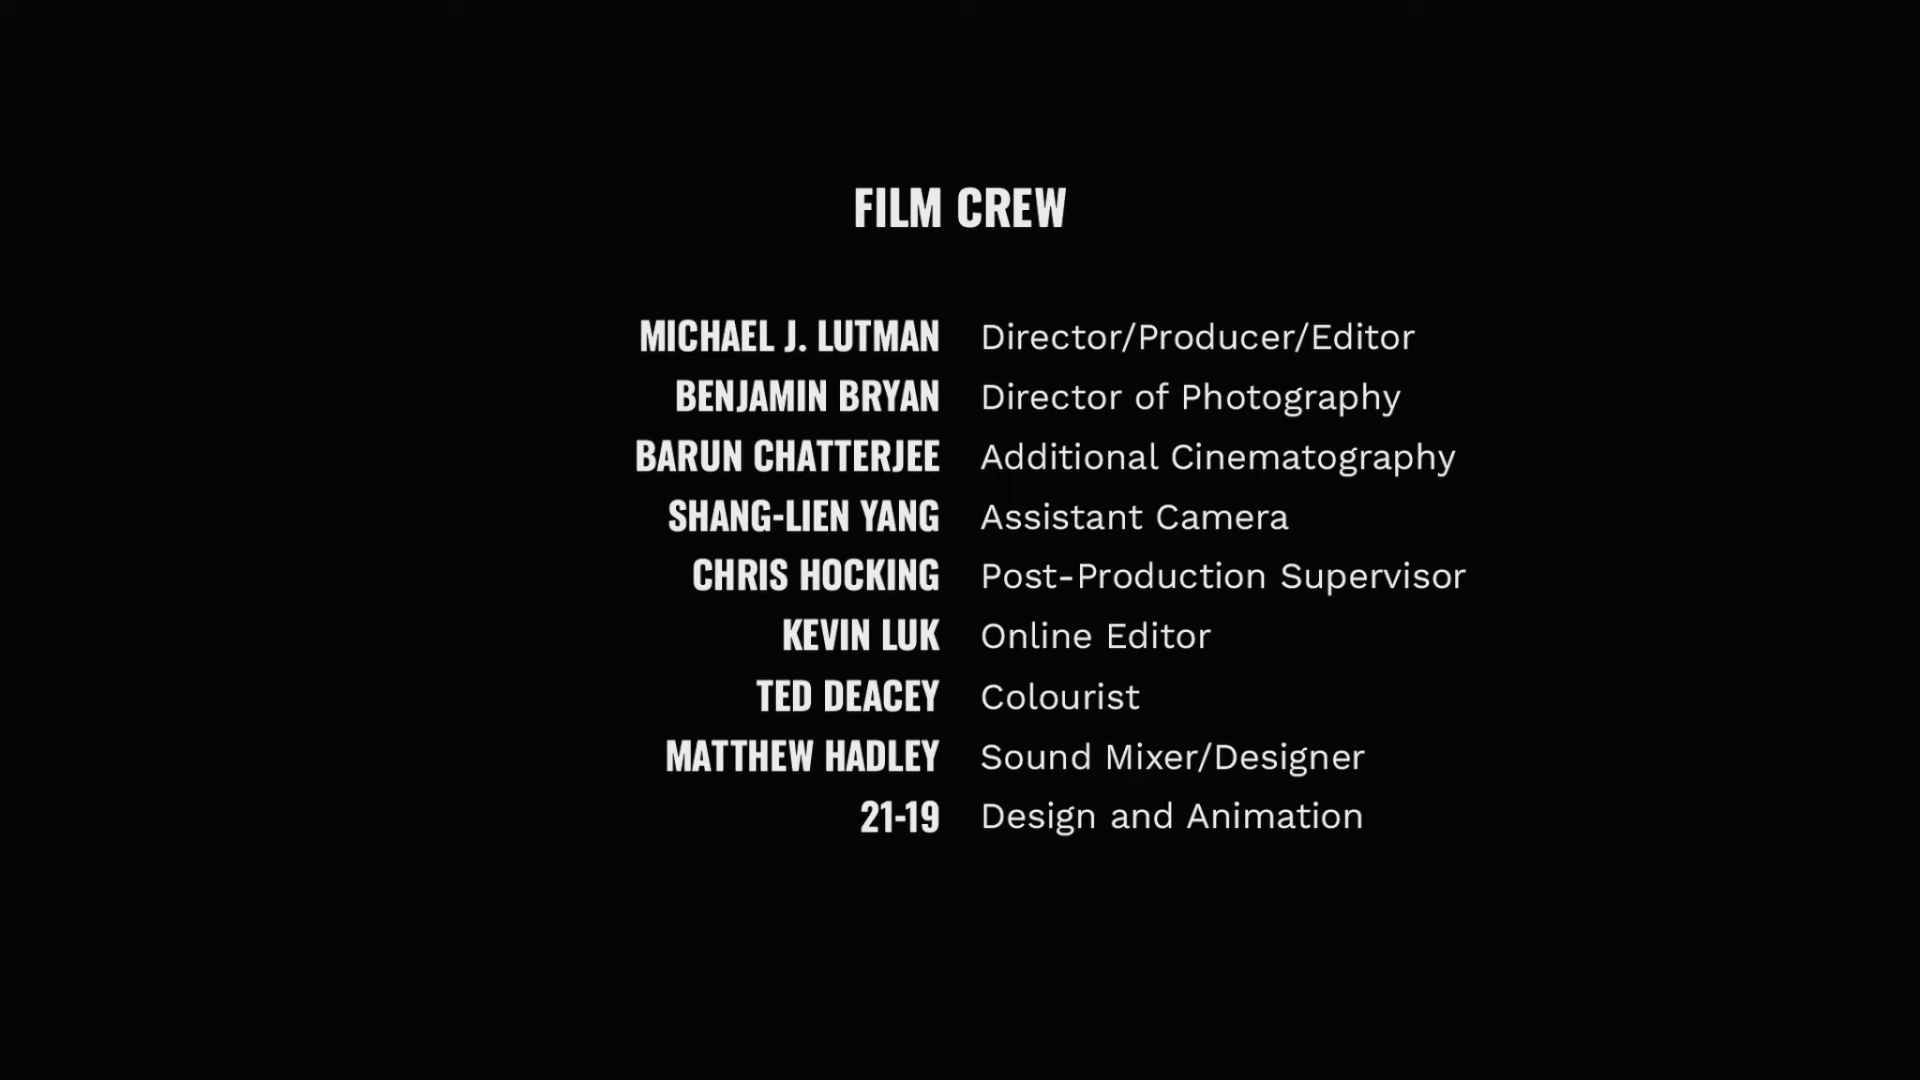 FILM CREW
MICHAEL J. LUTMAN Director/Producer/Editor
BENJAMIN BRYAN Director of Photography
BARUN CHATTERJEE Additional Cinematography
SHANG-LIEN YANG Assistant Camera
CHRIS HOCKING Post-Production Supervisor
KEVIN LUK Online Editor
TED DEACEY Colourist
MATTHEW HADLEY Sound Mixer/Designer
21-19 Design and Animation